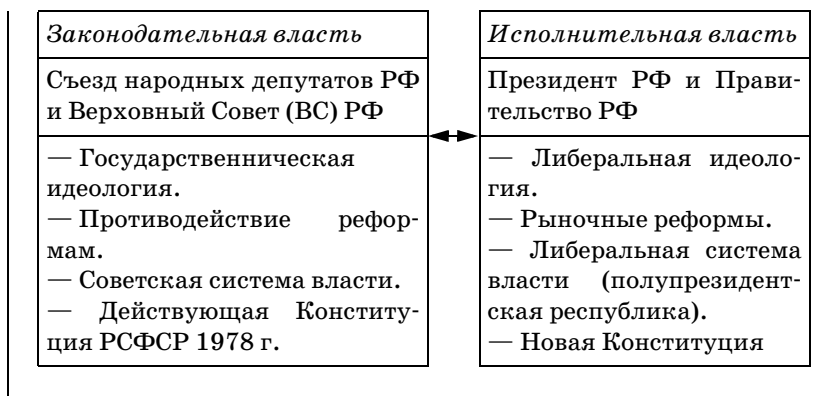 Законодательная власть
Съезд народных депутатов РФ
и Верховный Совет (ВС) РФ
— Государственническая
идеология.
— Противодействие рефор-
мам.
— Советская система власти.
— Действующая Конститу-
ция РСФСР 1978 г.
Исполнительная власть
Президент РФ и Прави-
тельство РФ
— Либеральная идеоло-
гия.
— Рыночные реформы.
— Либеральная система
власти (полупрезидент-
ская республика).
— Новая Конституция